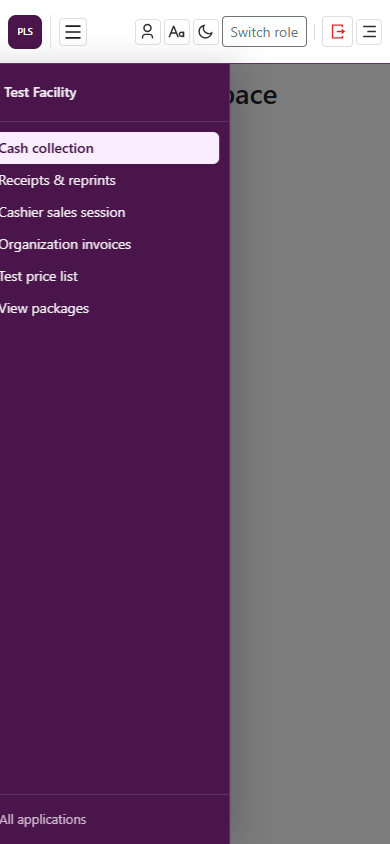 PLS
Aa
Switch role
Test Facility
Cash collection
Receipts & reprints
Cashier sales session
Organization invoices
Test price list
View packages
All applications